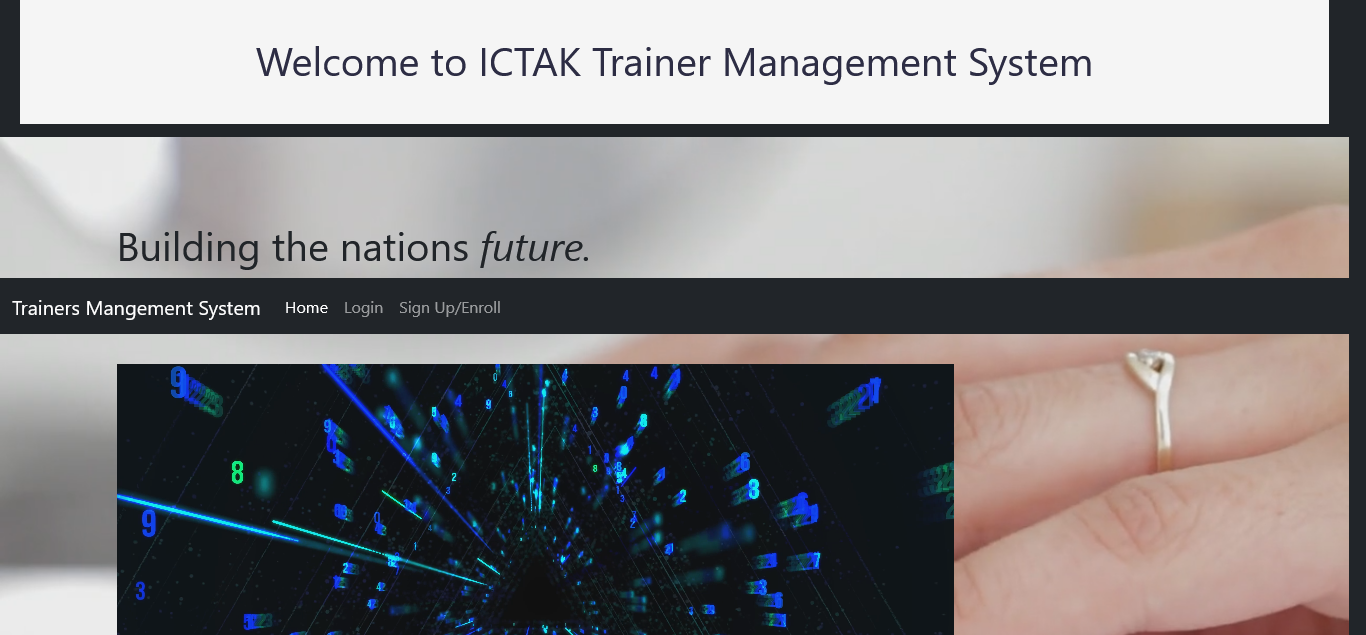 Welcome to ICTAK Trainer Management System
Building the nations future.
Trainers Mangement System Home Login Sign Up/Enroll